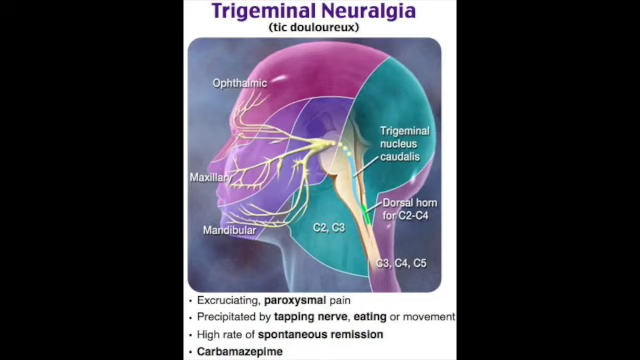 Trigeminal Neuralgia
(tic douloureux)
Ophthalmic
Trigeminal
nucleus
caudalis
Maxillary
Dorsal horn
for C2-C4
Mandibular
C2, C3
C3, C4, C5
• Excruciating, paroxysmal pain
• Precipitated by tapping nerve, eating or movement
• High rate of spontaneous remission
• Carbamazepime